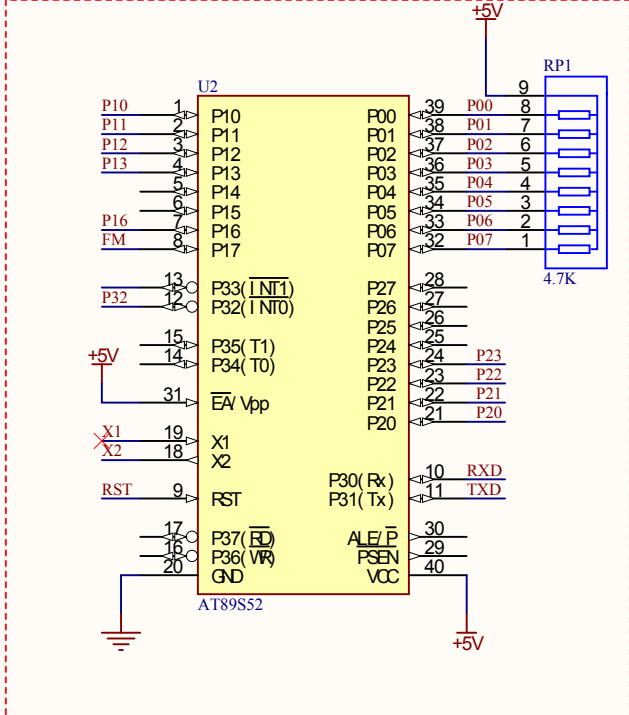 +5V
RP1
U2
9
P10 1 P10 P00 39 P00 8
P11 2 P11 P01 38 P01 7
P12 3 P12 P02 37 P02 6
P13 4 P13 P03 36 P03 5
5 P14 P04 35 P04 4
6 P15 P05 34 P05 3
P16 7 P16 P06 33 P06 2
FM 8 P17 P07 32 P07 1
4.7K
13 P33(INT1) P27 28
P32 12 P32(INT0) P26 27
P25 26
15 P35(T1) P24 25
+5V 14 P34(T0) P23 24 P23
P22 23 P22
31 EA/Vpp P21 22 P21
P20 21 P20
X1 19 X1
X2 18 X2
P30(Rx) 10 RXD
RST 9 RST P31(Tx) 11 TXD
17 P37(RD) ALE/P 30
16 P36(WR) PSEN 29
20 GND VCC 40
AT89S52
+5V